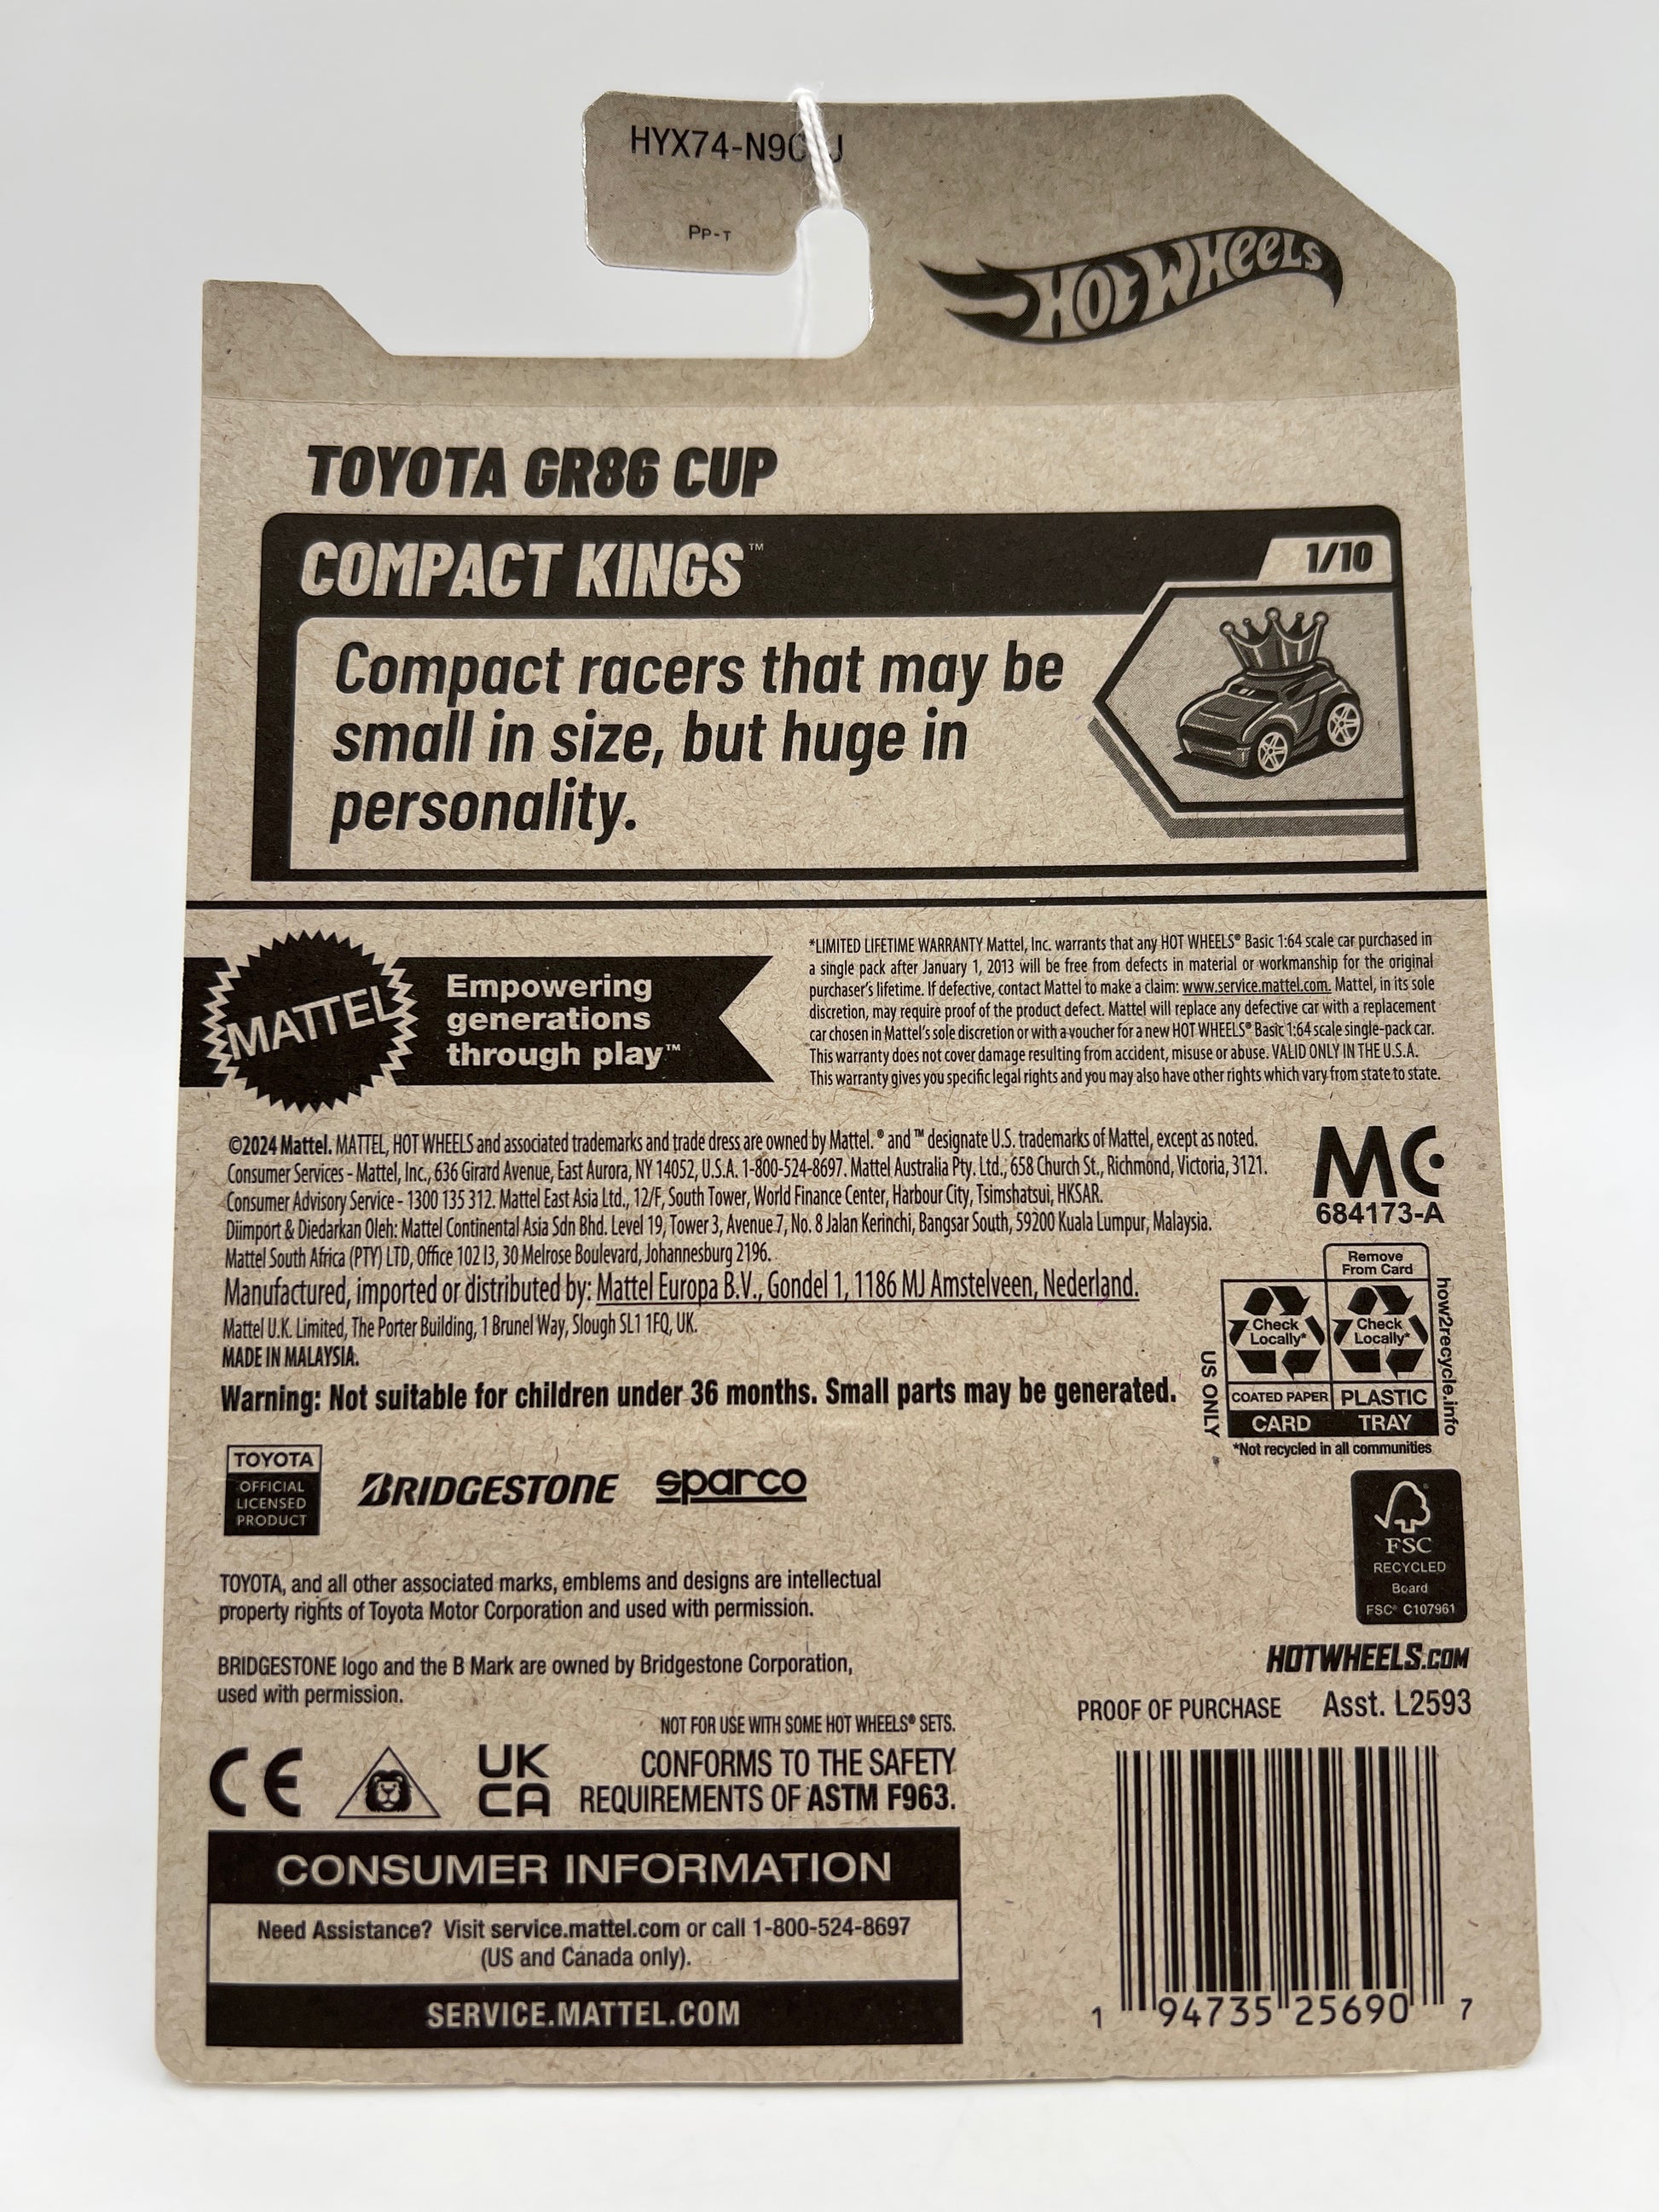 PP-T
HOT WHEELS
TOYOTA GR86 CUP
COMPACT KINGS™
1/10
Compact racers that may be
small in size, but huge in
personality.
MATTEL
Empowering
generations
through play™
*LIMITED LIFETIME WARRANTY Mattel, Inc. warrants that any HOT WHEELS® Basic 1:64 scale car purchased in
a single pack after January 1, 2013 will be free from defects in material or workmanship for the original
purchaser's lifetime. If defective, contact Mattel to make a claim: www.service.mattel.com. Mattel, in its sole
discretion, may require proof of the product defect. Mattel will replace any defective car with a replacement
car chosen in Mattel's sole discretion or with a voucher for a new HOT WHEELS® Basic 1:64 scale single-pack car.
This warranty does not cover damage resulting from accident, misuse or abuse. VALID ONLY IN THE U.S.A.
This warranty gives you specific legal rights and you may also have other rights which vary from state to state.
©2024 Mattel. MATTEL, HOT WHEELS and associated trademarks and trade dress are owned by Mattel. ® and ™ designate U.S. trademarks of Mattel, except as noted.
Consumer Services - Mattel, Inc., 636 Girard Avenue, East Aurora, NY 14052, U.S.A. 1-800-524-8697. Mattel Australia Pty. Ltd., 658 Church St., Richmond, Victoria, 3121.
Consumer Advisory Service - 1300 135 312. Mattel East Asia Ltd., 12/F, South Tower, World Finance Center, Harbour City, Tsimshatsui, HKSAR.
Diimport & Diedarkan Oleh: Mattel Continental Asia Sdn Bhd. Level 19, Tower 3, Avenue 7, No. 8 Jalan Kerinchi, Bangsar South, 59200 Kuala Lumpur, Malaysia.
Mattel South Africa (PTY) LTD, Office 102 I3, 30 Melrose Boulevard, Johannesburg 2196.
Manufactured, imported or distributed by: Mattel Europa B.V., Gondel 1, 1186 MJ Amstelveen, Nederland.
Mattel U.K. Limited, The Porter Building, 1 Brunel Way, Slough SL1 1FQ, UK.
MADE IN MALAYSIA.
Warning: Not suitable for children under 36 months. Small parts may be generated.
MC
684173-A
Remove
From Card
Check
Locally*
Check
Locally*
COATED PAPER
PLASTIC
CARD
TRAY
US ONLY
how2recycle.info
*Not recycled in all communities
TOYOTA
OFFICIAL
LICENSED
PRODUCT
BRIDGESTONE
sparco
FSC
RECYCLED
Board
FSC® C107961
TOYOTA, and all other associated marks, emblems and designs are intellectual
property rights of Toyota Motor Corporation and used with permission.
BRIDGESTONE logo and the B Mark are owned by Bridgestone Corporation,
used with permission.
HOTWHEELS.COM
PROOF OF PURCHASE Asst. L2593
NOT FOR USE WITH SOME HOT WHEELS® SETS.
CE
UK
CA
CONFORMS TO THE SAFETY
REQUIREMENTS OF ASTM F963.
CONSUMER INFORMATION
Need Assistance? Visit service.mattel.com or call 1-800-524-8697
(US and Canada only).
SERVICE.MATTEL.COM
1 94735 25690 7